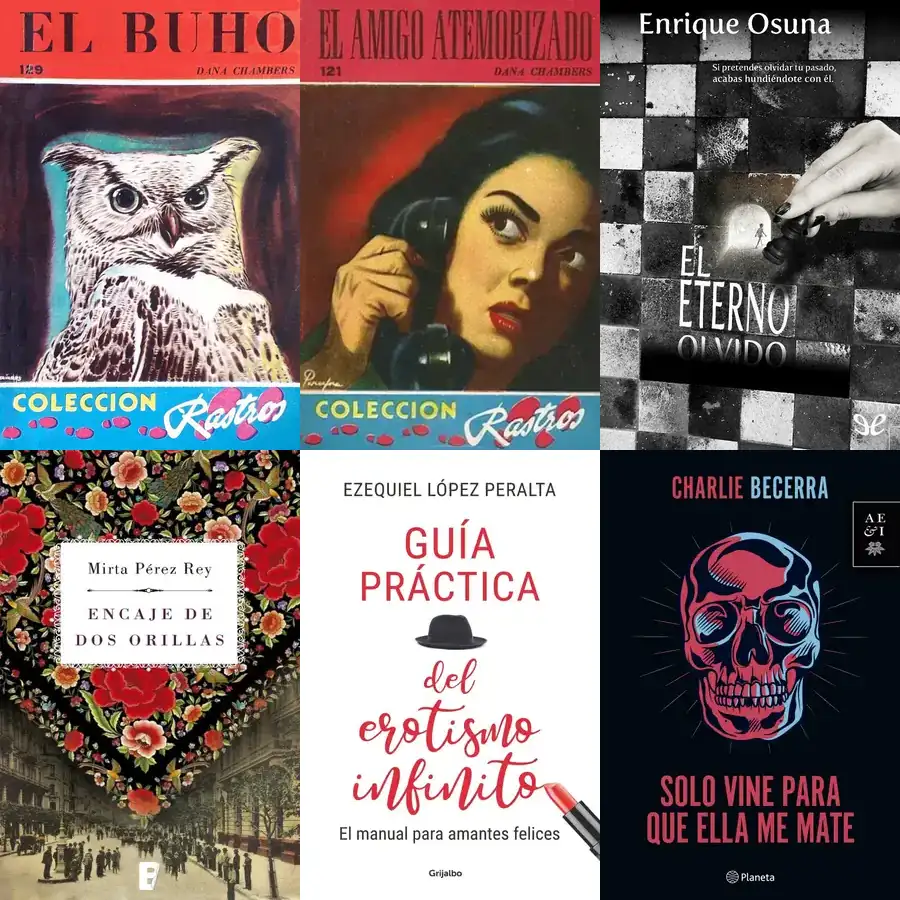 EL BUHO
129
DANA CHAMBERS
COLECCION
Rastros
EL AMIGO ATEMORIZADO
121
DANA CHAMBERS
COLECCION
Rastros
Enrique Osuna
Si pretendes olvidar tu pasado,
acabas hundiéndote con él.
EL
ETERNO
OLVIDO
Mirta Pérez Rey
ENCAJE DE
DOS ORILLAS
B
EZEQUIEL LÓPEZ PERALTA
GUÍA
PRÁCTICA
del
erotismo
infinito
El manual para amantes felices
Grijalbo
CHARLIE BECERRA
AE
&I
SOLO VINE PARA
QUE ELLA ME MATE
Planeta